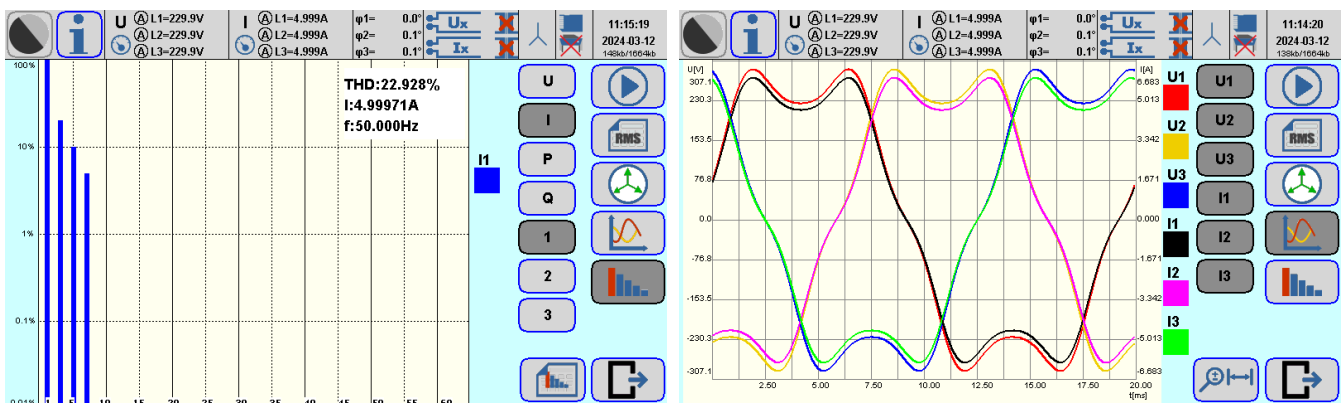 U
L1=229.9V
L2=229.9V
L3=229.9V
I
L1=4.999A
L2=4.999A
L3=4.999A
φ1= 0.0°
φ2= 0.1°
φ3= 0.1°
Ux
Ix
11:15:19
2024-03-12
148kb/1664kb
100%
10%
1%
0.1%
0.01%
THD:22.928%
I:4.99971A
f:50.000Hz
1 5 10 15 20 25 30 35 40 45 50 55 60
I1
U
I
P
Q
1
2
3
RMS
U
L1=229.9V
L2=229.9V
L3=229.9V
I
L1=4.999A
L2=4.999A
L3=4.999A
φ1= 0.0°
φ2= 0.1°
φ3= 0.1°
Ux
Ix
11:14:20
2024-03-12
138kb/1664kb
U[V]
307.1
230.3
153.5
76.8
0.0
-76.8
-153.5
-230.3
-307.1
I[A]
6.683
5.013
3.342
1.671
0.000
-1.671
-3.342
-5.013
-6.683
2.50 5.00 7.50 10.00 12.50 15.00 17.50 20.00
t[ms]
U1
U2
U3
I1
I2
I3
U1
U2
U3
I1
I2
I3
RMS